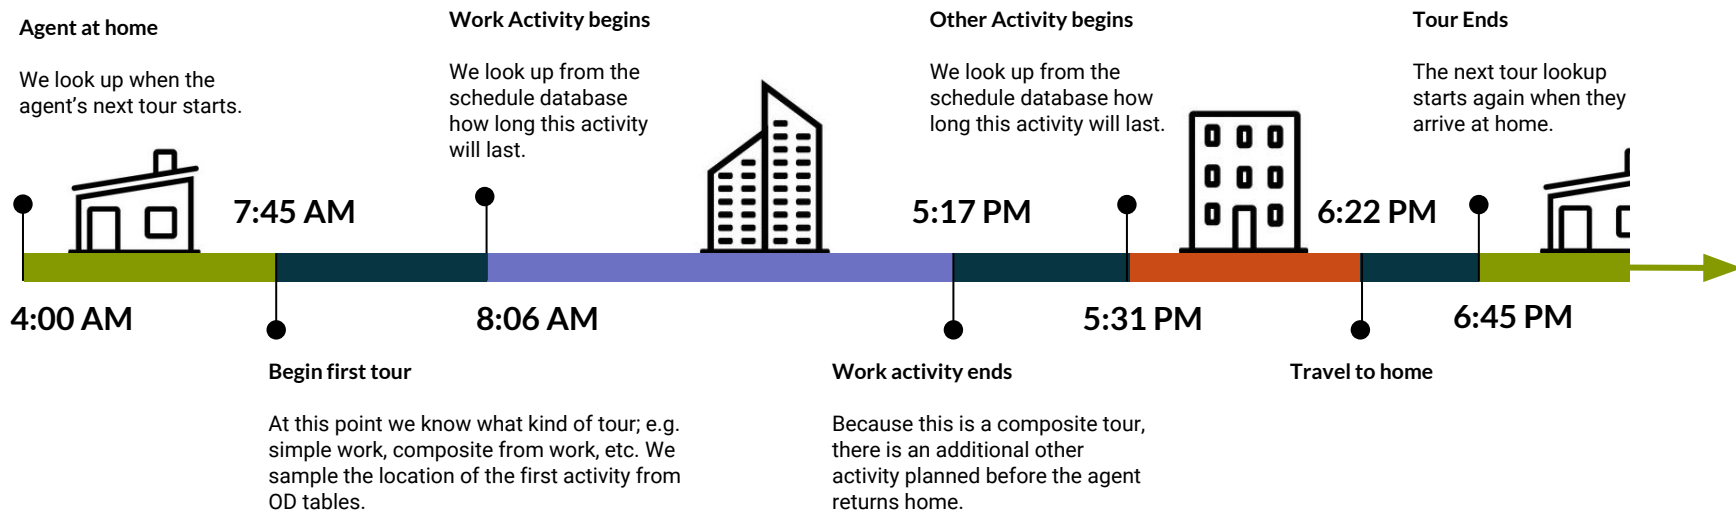 Agent at home
We look up when the
agent's next tour starts.
Work Activity begins
We look up from the
schedule database
how long this activity
will last.
Other Activity begins
We look up from the
schedule database how
long this activity will last.
Tour Ends
The next tour lookup
starts again when they
arrive at home.
7:45 AM
5:17 PM
6:22 PM
4:00 AM
8:06 AM
5:31 PM
6:45 PM
Begin first tour
At this point we know what kind of tour; e.g.
simple work, composite from work, etc. We
sample the location of the first activity from
OD tables.
Work activity ends
Because this is a composite tour,
there is an additional other
activity planned before the agent
returns home.
Travel to home